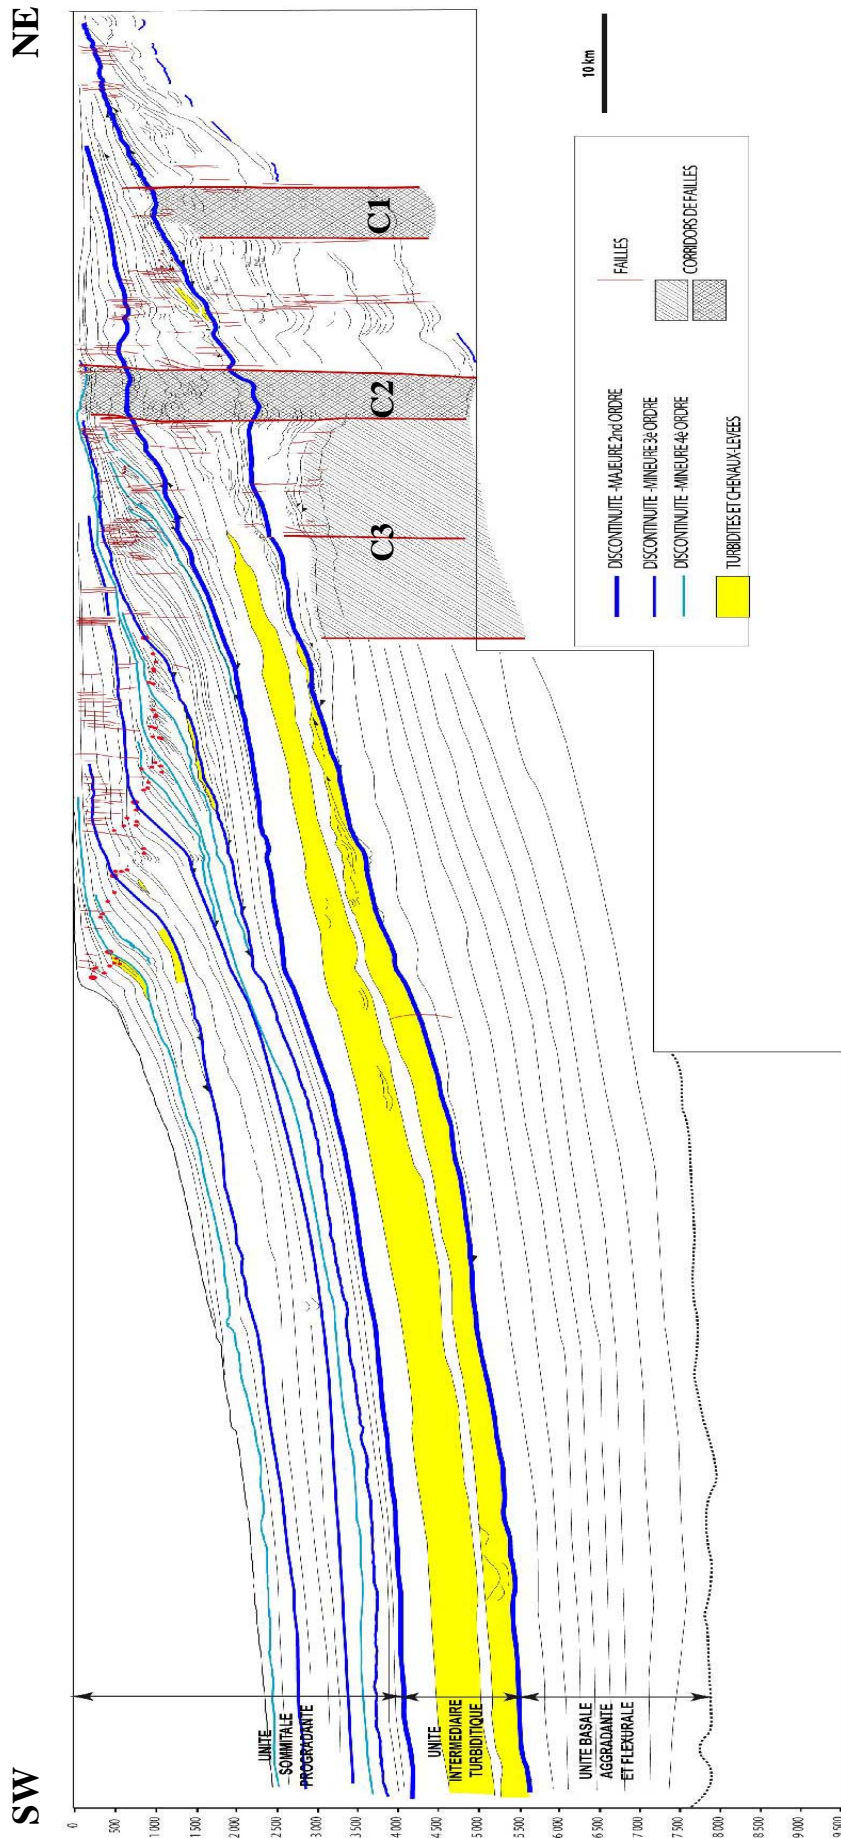 SW
NE
0
500
1 000
1 500
2 000
2 500
3 000
3 500
4 000
4 500
5 000
5 500
6 000
6 500
7 000
7 500
8 000
8 500
9 000
9 500
UNITE
SOMMITALE
PROGRADANTE
UNITE
INTERMEDIAIRE
TURBIDITIQUE
UNITE BASALE
AGGRADANTE
ET FLEXURALE
C3
C2
C1
10 km
DISCONTINUITE -MAJEURE 2nd ORDRE
DISCONTINUITE -MINEURE 3è ORDRE
DISCONTINUITE -MINEURE 4è ORDRE
TURBIDITES ET CHENAUX-LEVEES
FAILLES
CORRIDORS DE FAILLES